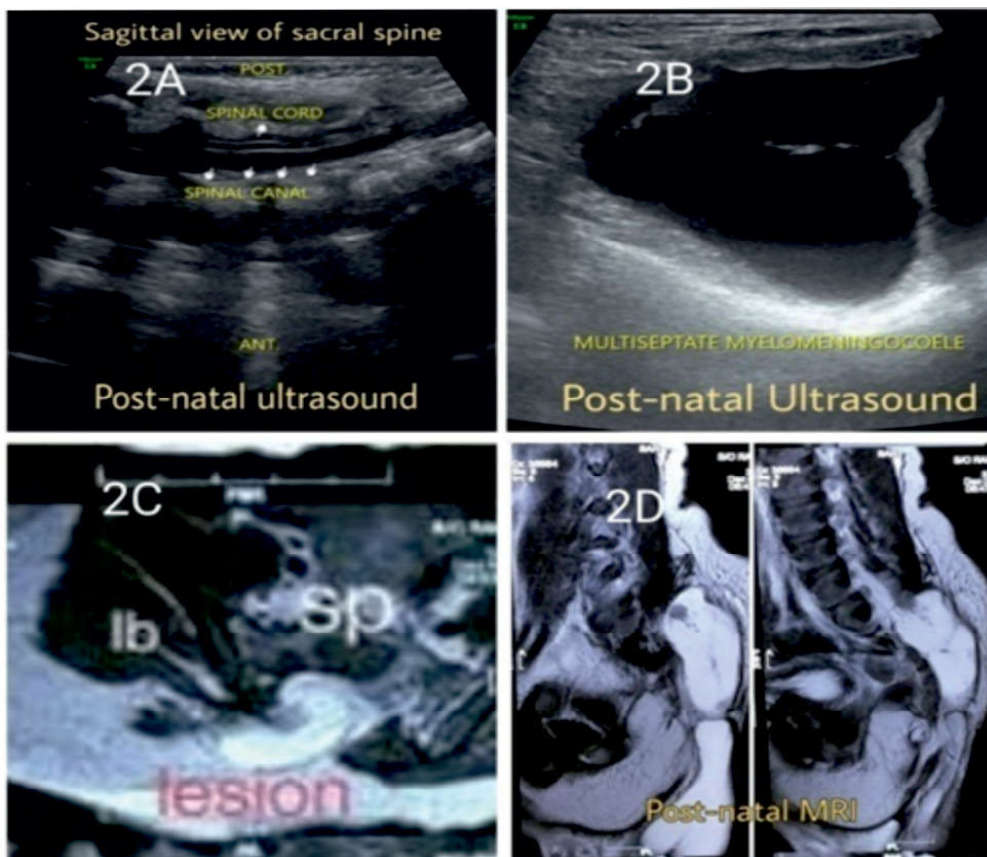 Sagittal view of sacral spine
2A
POST.
SPINAL CORD
SPINAL CANAL
ANT.
Post-natal ultrasound
2B
MULTISEPTATE MYELOMENINGOCOELE
Post-natal Ultrasound
2C
lb
sp
lesion
2D
Post-natal MRI